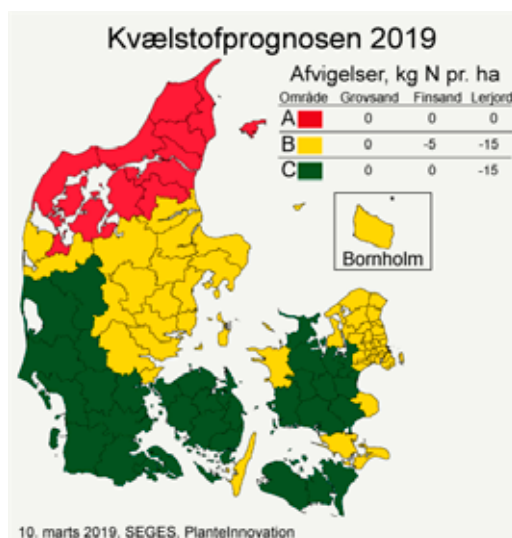 Kvælstofprognosen 2019
Afvigelser, kg N pr. ha
Område Grovsand Finsand Lerjord
A 0 0 0
B 0 -5 -15
C 0 0 -15
Bornholm
10. marts 2019, SEGES, PlanteInnovation